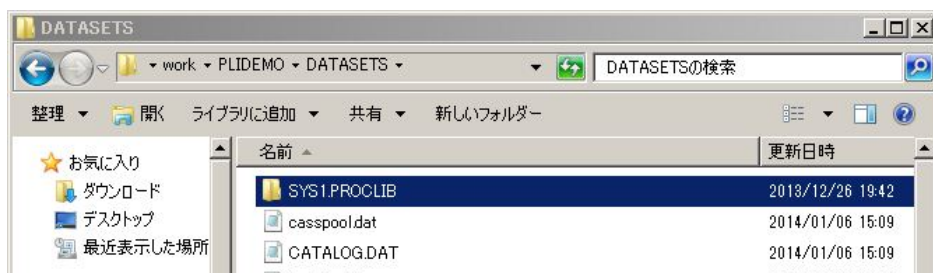 DATASETS
work PLIDEMO DATASETS DATASETSの検索
整理 開く ライブラリに追加 共有 新しいフォルダー
お気に入り
ダウンロード
デスクトップ
最近表示した場所
名前 更新日時
SYS1.PROCLIB 2013/12/26 19:42
casspool.dat 2014/01/06 15:09
CATALOG.DAT 2014/01/06 15:09